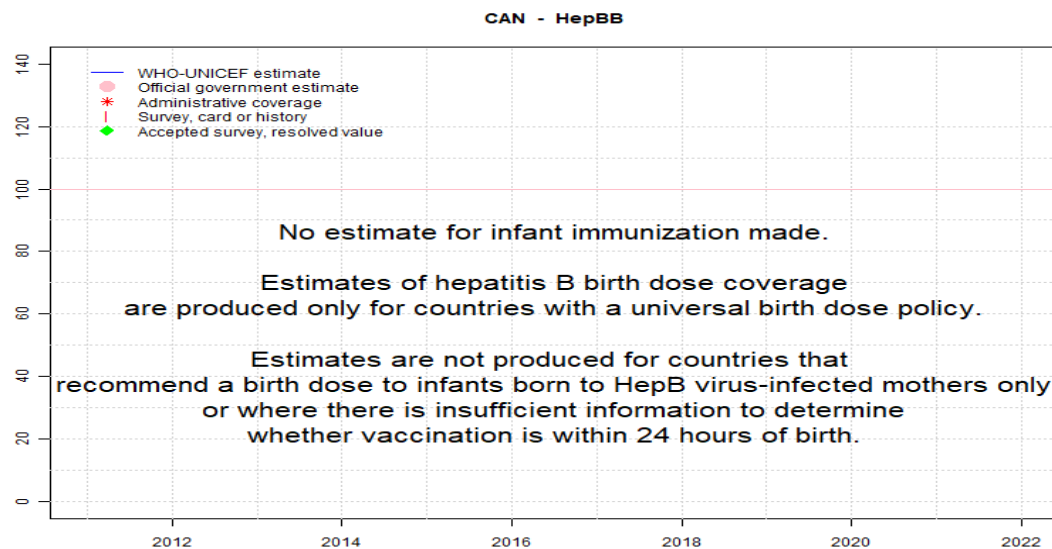 CAN - HepBB
WHO-UNICEF estimate
Official government estimate
Administrative coverage
Survey, card or history
Accepted survey, resolved value
140
120
100
80
60
40
20
0
No estimate for infant immunization made.
Estimates of hepatitis B birth dose coverage
are produced only for countries with a universal birth dose policy.
Estimates are not produced for countries that
recommend a birth dose to infants born to HepB virus-infected mothers only
or where there is insufficient information to determine
whether vaccination is within 24 hours of birth.
2012 2014 2016 2018 2020 2022